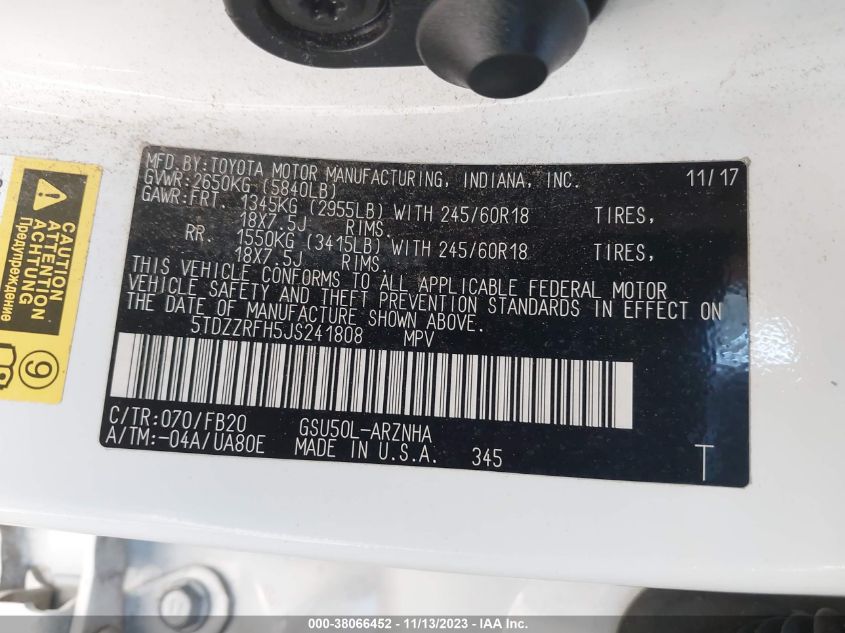 MFD.BY:TOYOTA MOTOR MANUFACTURING, INDIANA, INC. 11/17
GVWR:2650KG (5840LB)
GAWR:FRT. 1345KG (2955LB) WITH 245/60R18 TIRES,
18X7.5J RIMS.
RR. 1550KG (3415LB) WITH 245/60R18 TIRES,
18X7.5J RIMS.
THIS VEHICLE CONFORMS TO ALL APPLICABLE FEDERAL MOTOR
VEHICLE SAFETY AND THEFT PREVENTION STANDARDS IN EFFECT ON
THE DATE OF MANUFACTURE SHOWN ABOVE.
5TDZZRFH5JS241808 MPV
C/TR:070/FB20 GSU50L-ARZNHA
A/TM:-04A/UA80E MADE IN U.S.A. 345 T
CAUTION
ATTENTION
ACHTUNG
Предупреждение
9
000-38066452 - 11/13/2023 - IAAI Inc.